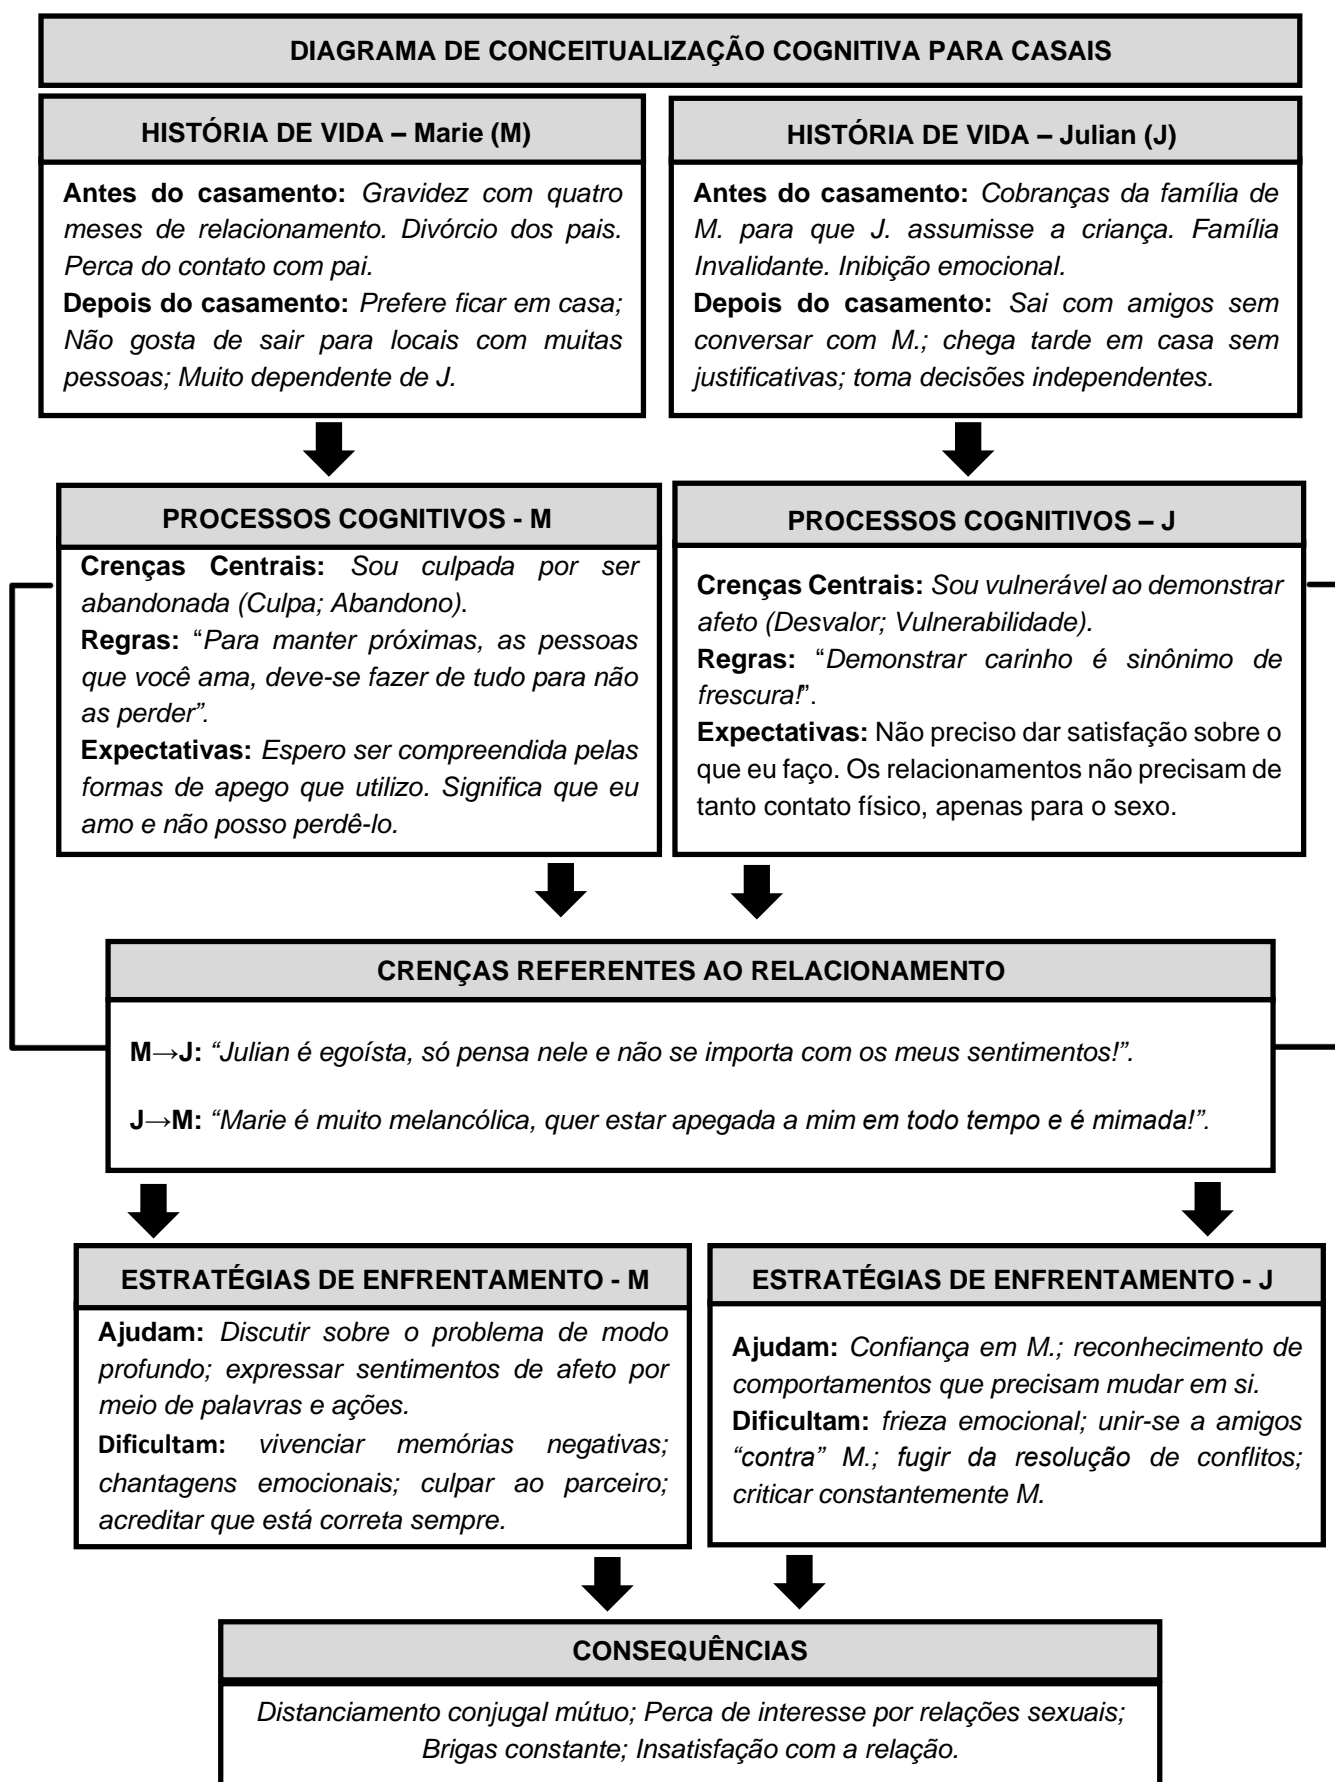 DIAGRAMA DE CONCEITUALIZAÇÃO COGNITIVA PARA CASAIS
HISTÓRIA DE VIDA – Marie (M)
Antes do casamento: Gravidez com quatro
meses de relacionamento. Divórcio dos pais.
Perca do contato com pai.
Depois do casamento: Prefere ficar em casa;
Não gosta de sair para locais com muitas
pessoas; Muito dependente de J.
HISTÓRIA DE VIDA – Julian (J)
Antes do casamento: Cobranças da família de
M. para que J. assumisse a criança. Família
Invalidante. Inibição emocional.
Depois do casamento: Sai com amigos sem
conversar com M.; chega tarde em casa sem
justificativas; toma decisões independentes.
PROCESSOS COGNITIVOS - M
Crenças Centrais: Sou culpada por ser
abandonada (Culpa; Abandono).
Regras: “Para manter próximas, as pessoas
que você ama, deve-se fazer de tudo para não
as perder”.
Expectativas: Espero ser compreendida pelas
formas de apego que utilizo. Significa que eu
amo e não posso perdê-lo.
PROCESSOS COGNITIVOS – J
Crenças Centrais: Sou vulnerável ao demonstrar
afeto (Desvalor; Vulnerabilidade).
Regras: “Demonstrar carinho é sinônimo de
frescura!”.
Expectativas: Não preciso dar satisfação sobre o
que eu faço. Os relacionamentos não precisam de
tanto contato físico, apenas para o sexo.
CRENÇAS REFERENTES AO RELACIONAMENTO
M→J: “Julian é egoísta, só pensa nele e não se importa com os meus sentimentos!”.
J→M: “Marie é muito melancólica, quer estar apegada a mim em todo tempo e é mimada!”.
ESTRATÉGIAS DE ENFRENTAMENTO - M
Ajudam: Discutir sobre o problema de modo
profundo; expressar sentimentos de afeto por
meio de palavras e ações.
Dificultam: vivenciar memórias negativas;
chantagens emocionais; culpar ao parceiro;
acreditar que está correta sempre.
ESTRATÉGIAS DE ENFRENTAMENTO - J
Ajudam: Confiança em M.; reconhecimento de
comportamentos que precisam mudar em si.
Dificultam: frieza emocional; unir-se a amigos
“contra” M.; fugir da resolução de conflitos;
criticar constantemente M.
CONSEQUÊNCIAS
Distanciamento conjugal mútuo; Perca de interesse por relações sexuais;
Brigas constante; Insatisfação com a relação.